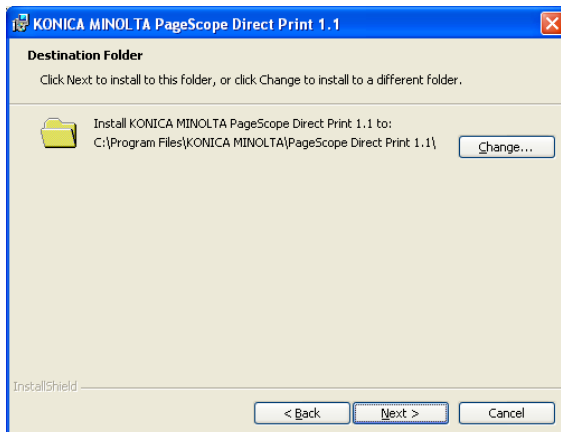 KONICA MINOLTA PageScope Direct Print 1.1
Destination Folder
Click Next to install to this folder, or click Change to install to a different folder.
Install KONICA MINOLTA PageScope Direct Print 1.1 to:
C:\Program Files\KONICA MINOLTA\PageScope Direct Print 1.1\
Change...
InstallShield
< Back
Next >
Cancel